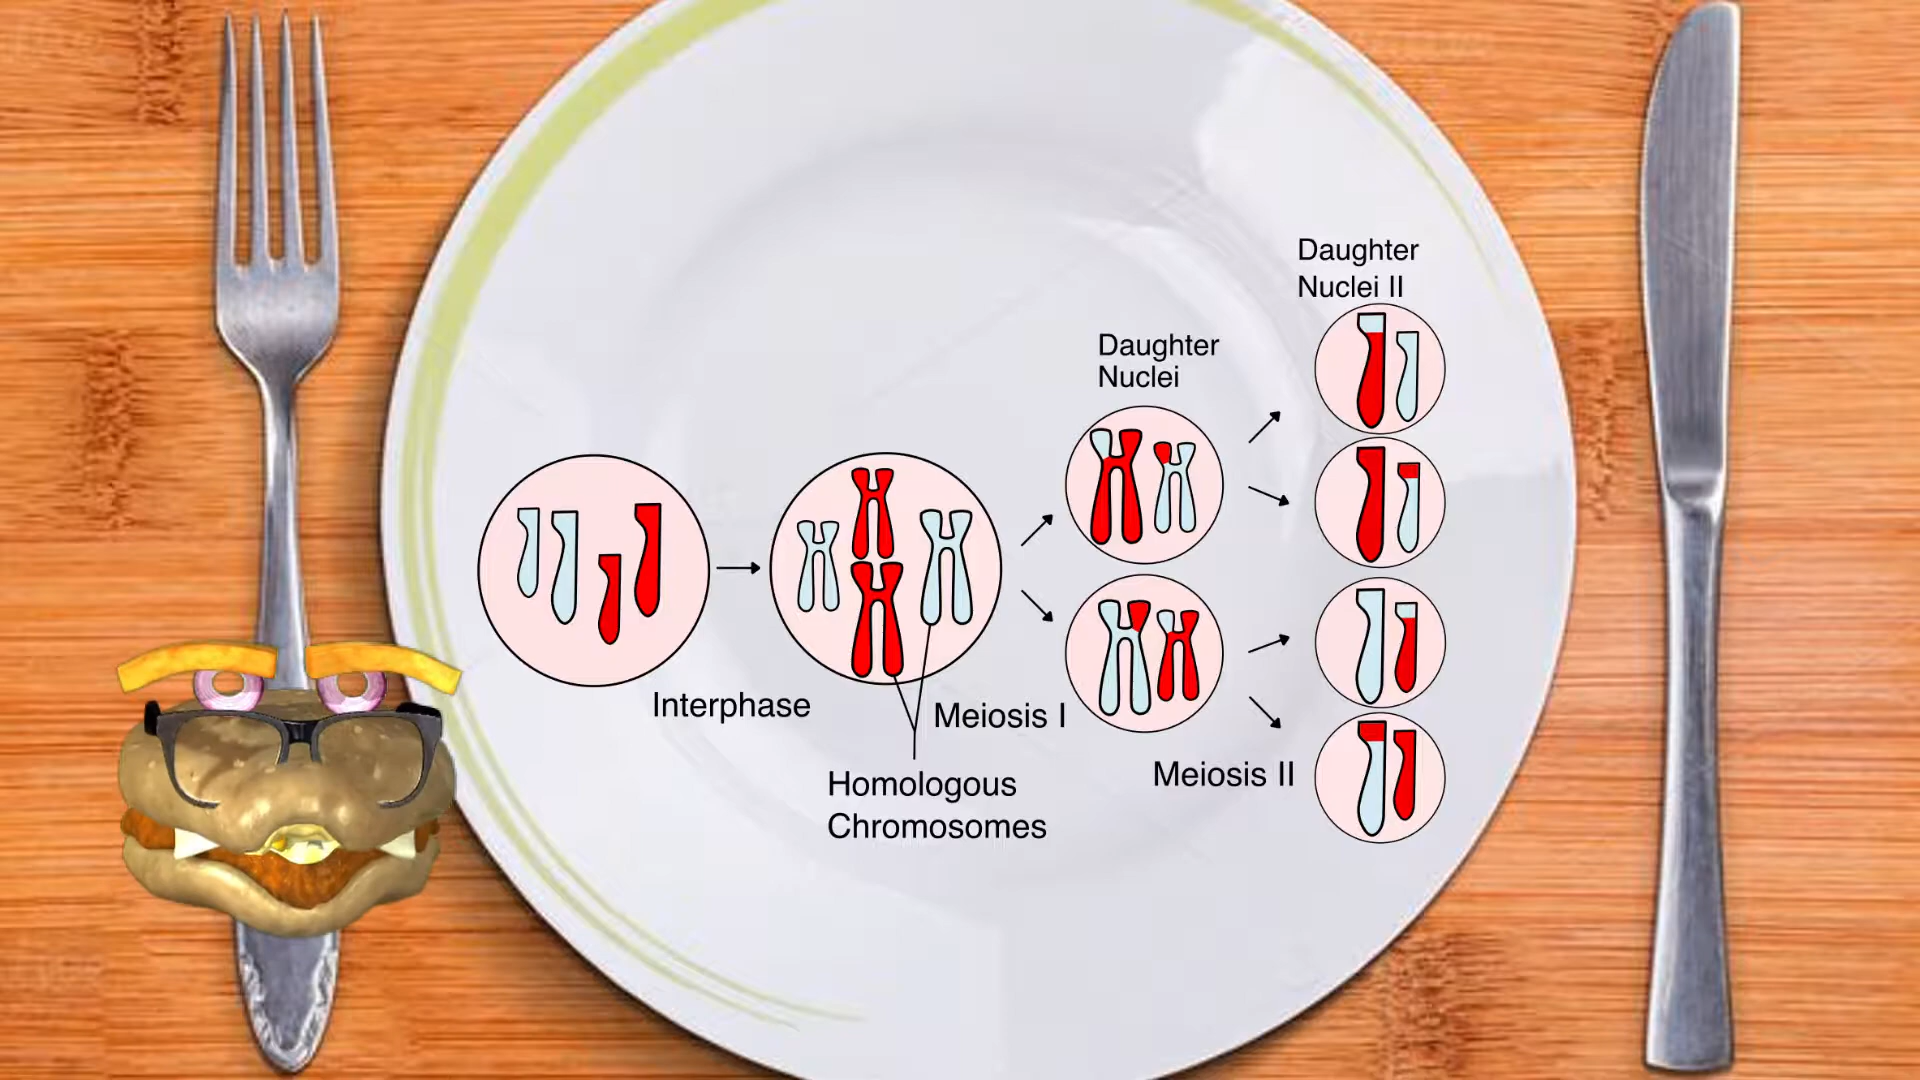 Interphase
Homologous
Chromosomes
Meiosis I
Daughter
Nuclei
Meiosis II
Daughter
Nuclei II